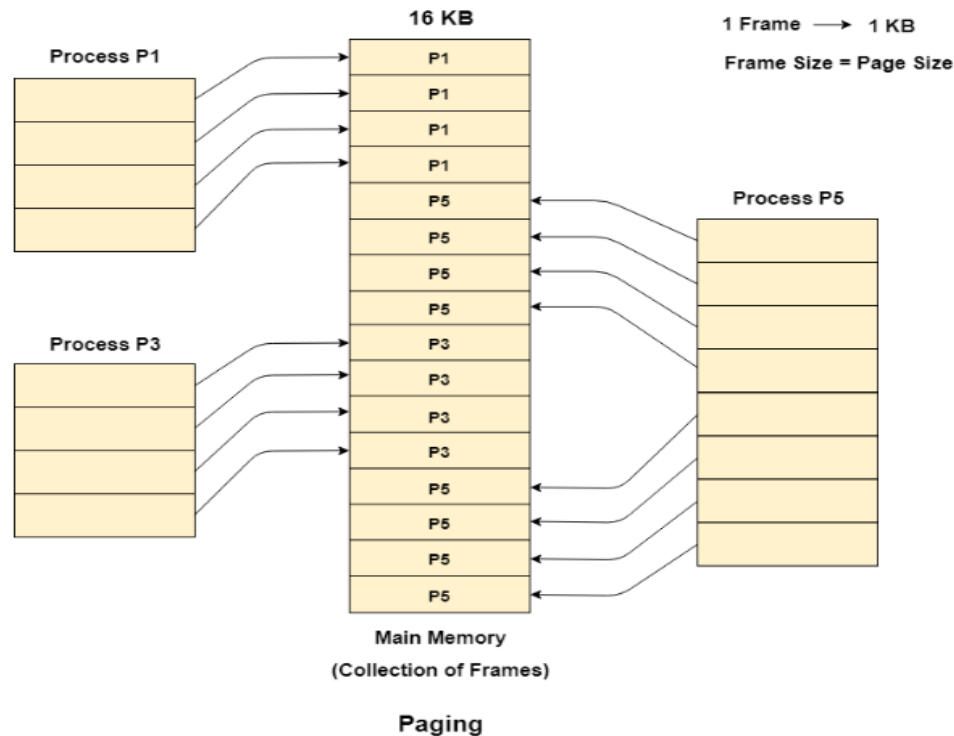 16 KB
1 Frame 1 KB
Frame Size = Page Size
Process P1
P1
P1
P1
P1
P5
P5
P5
P5
Process P5
Process P3
P3
P3
P3
P3
P5
P5
P5
P5
Main Memory
(Collection of Frames)
Paging